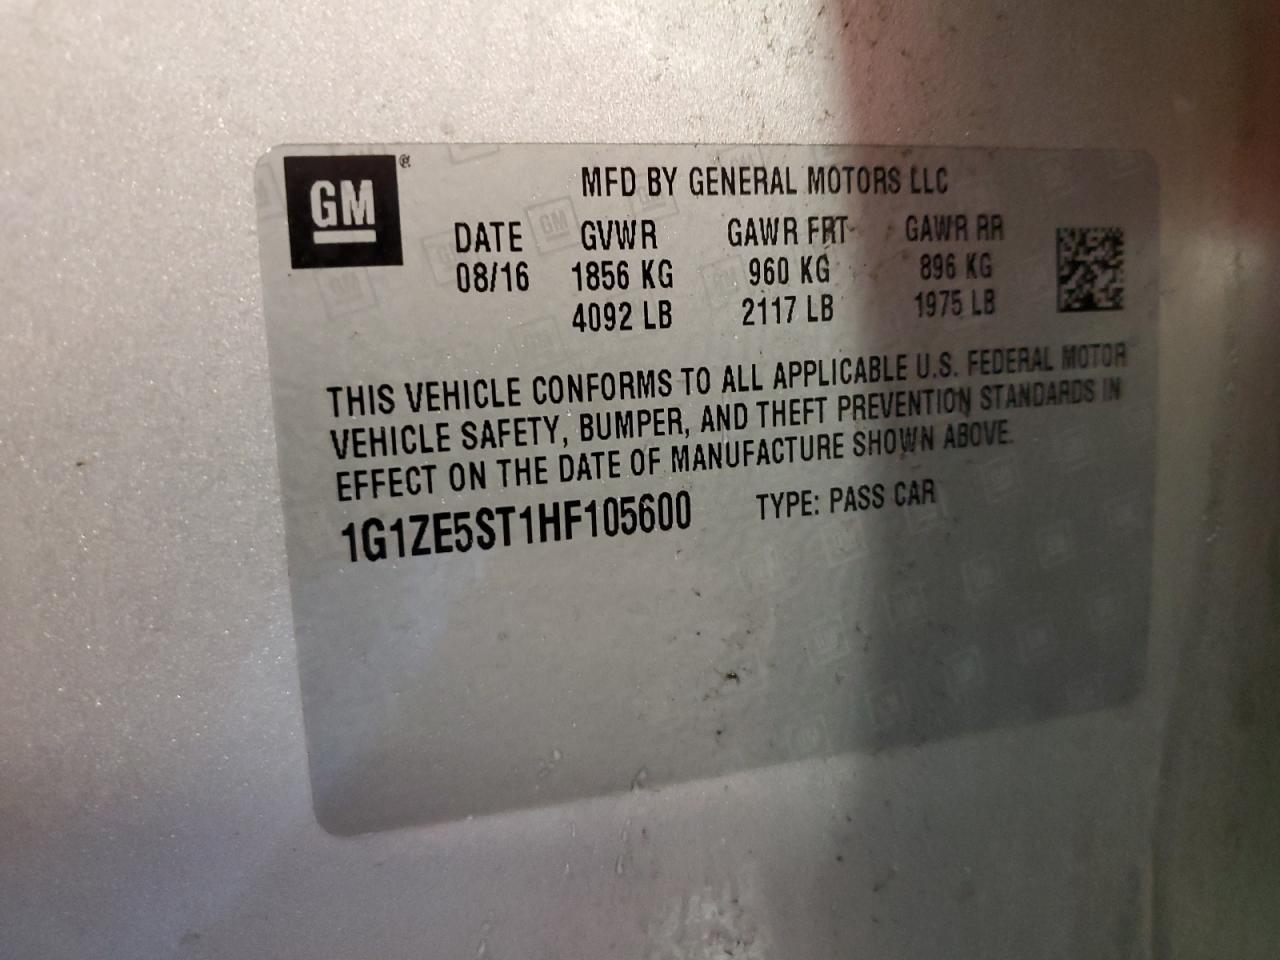 GM
MFD BY GENERAL MOTORS LLC
DATE GVWR GAWR FRT GAWR RR
08/16 1856 KG 960 KG 896 KG
4092 LB 2117 LB 1975 LB
THIS VEHICLE CONFORMS TO ALL APPLICABLE U.S. FEDERAL MOTOR
VEHICLE SAFETY, BUMPER, AND THEFT PREVENTION STANDARDS IN
EFFECT ON THE DATE OF MANUFACTURE SHOWN ABOVE.
1G1ZE5ST1HF105600 TYPE: PASS CAR